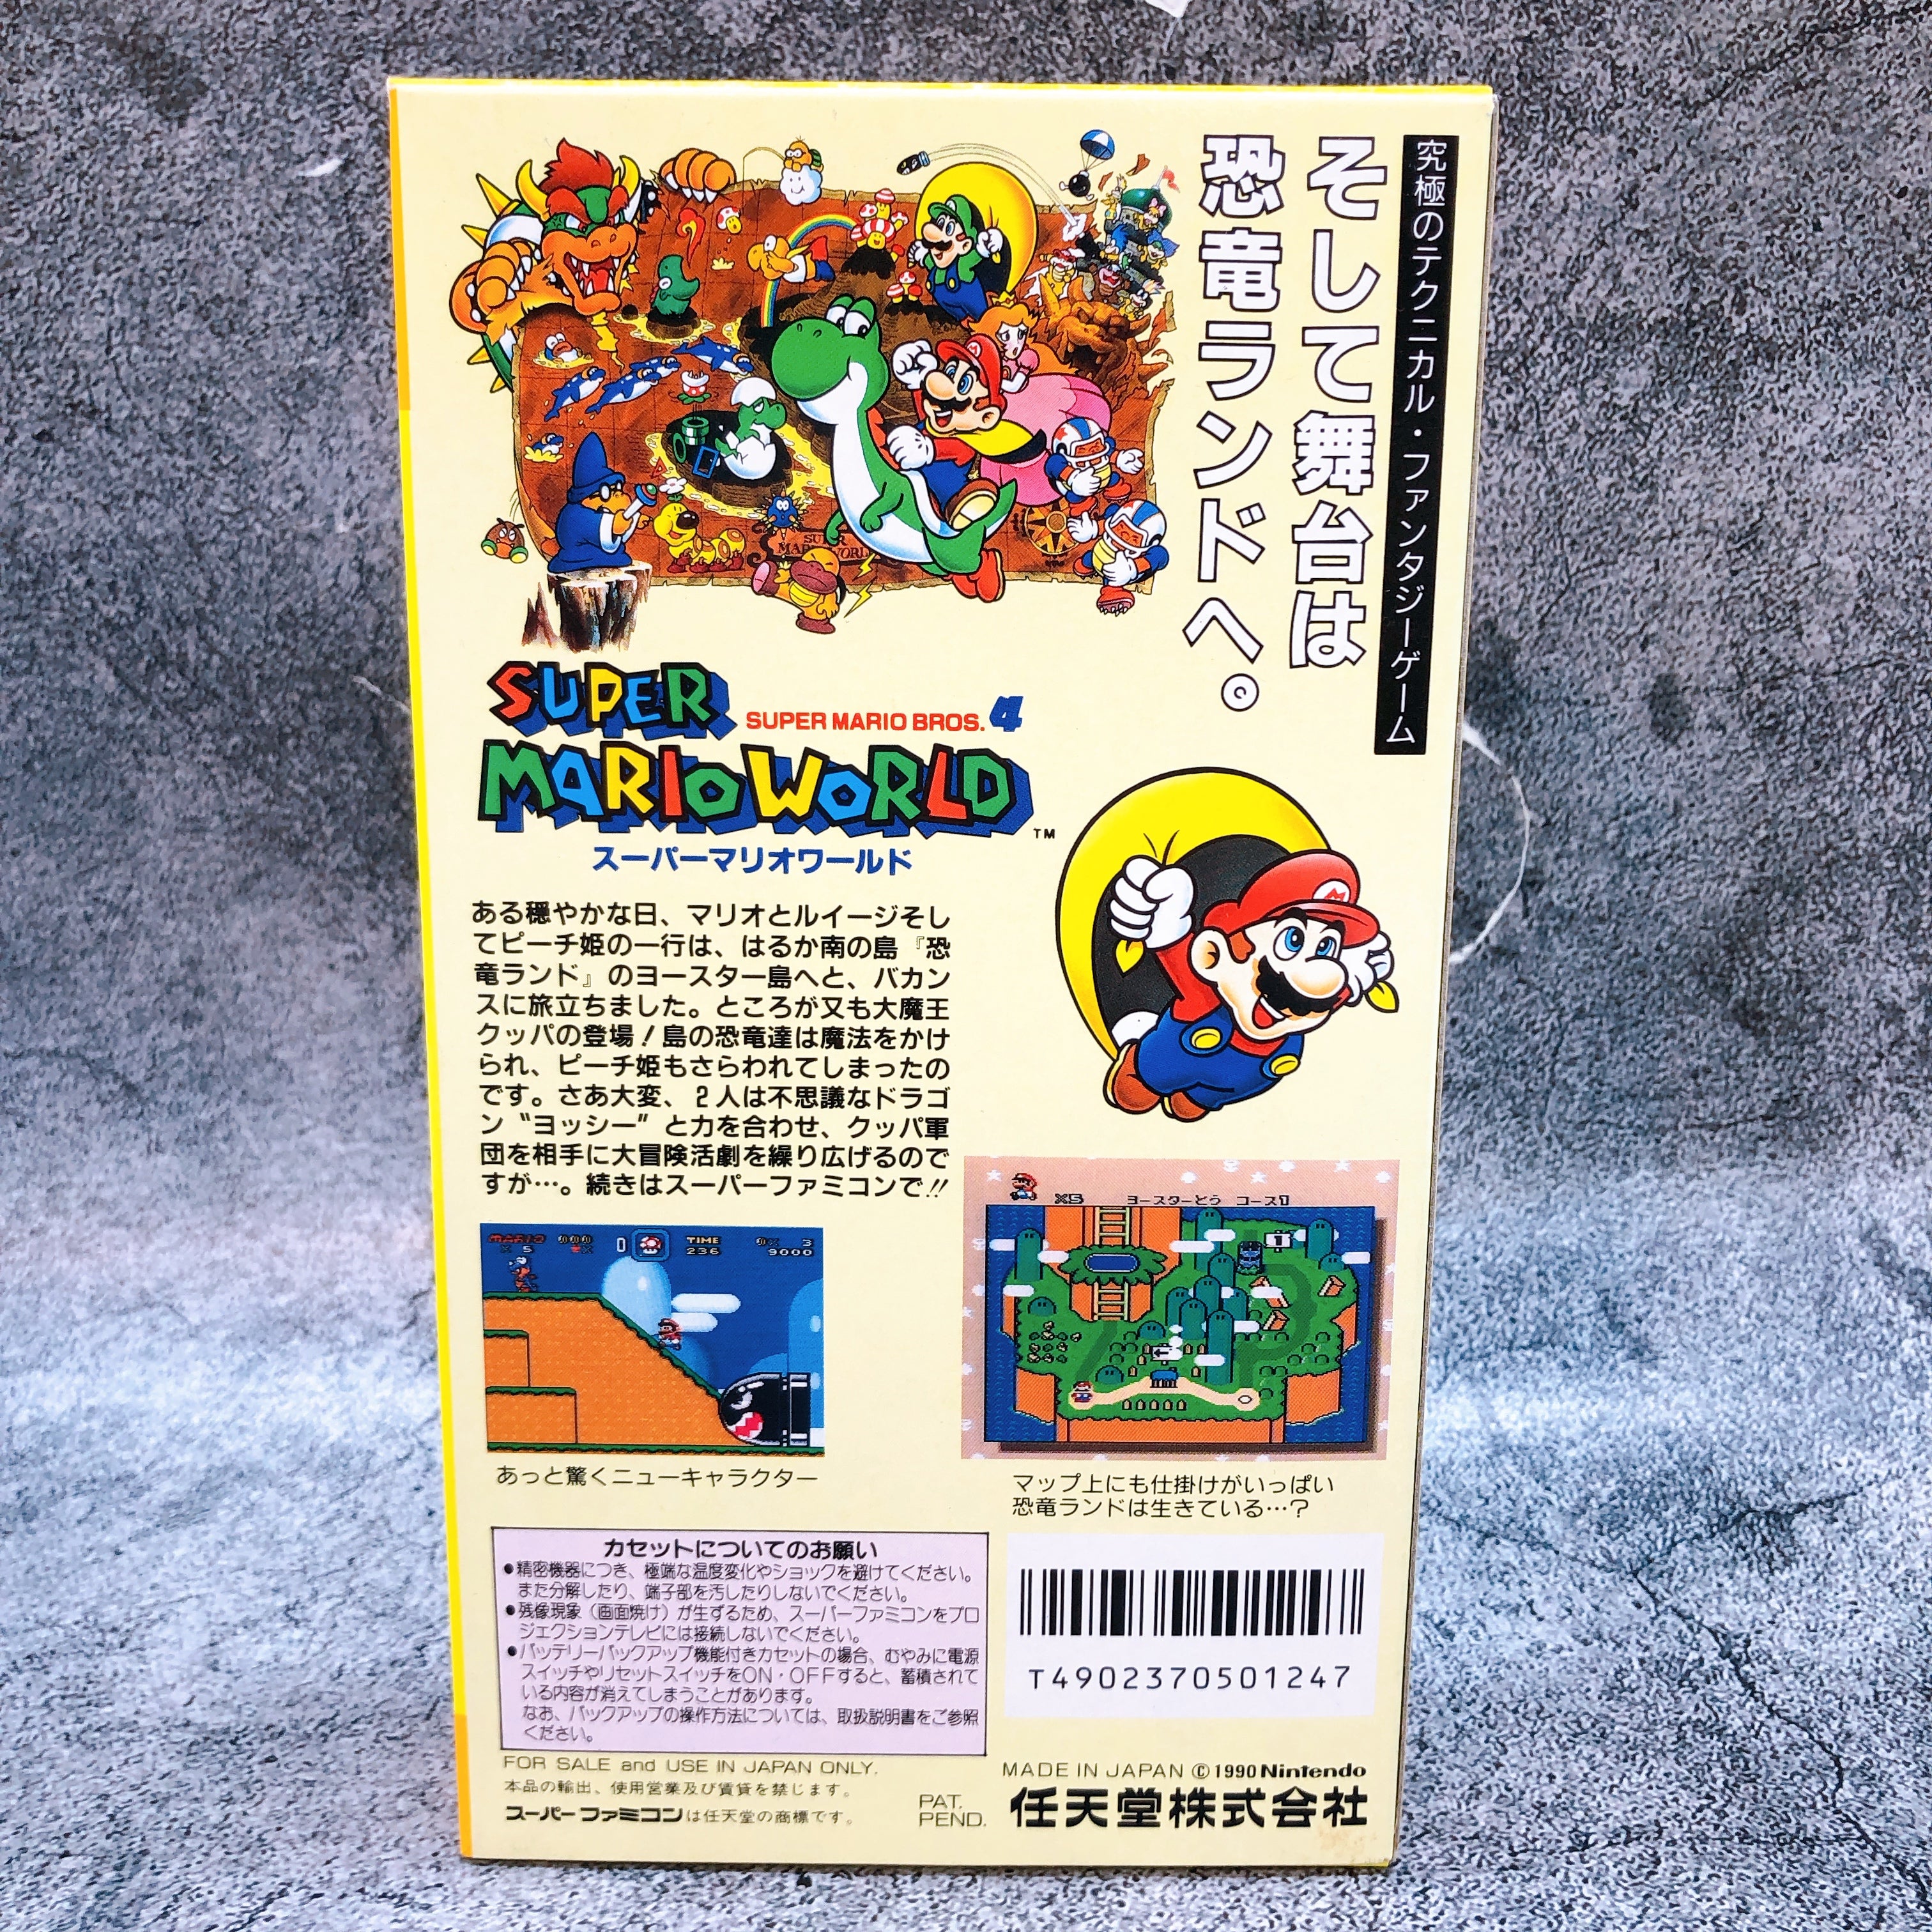 究極のテクニカル・ファンタジーゲーム
そして舞台は
恐竜ランドへ。
SUPER
MARIO WORLD
SUPER
SUPER MARIO BROS. 4
MARIO WORLD
TM
スーパーマリオワールド
ある穏やかな日、マリオとルイージそし
てピーチ姫の一行は、はるか南の島『恐
竜ランド』のヨースター島へと、バカン
スに旅立ちました。ところが又も大魔王
クッパの登場！島の恐竜達は魔法をかけ
られ、ピーチ姫もさらわれてしまったの
です。さあ大変、2人は不思議なドラゴ
ン“ヨッシー”と力を合わせ、クッパ軍
団を相手に大冒険活劇を繰り広げるので
すが…。続きはスーパーファミコンで!!
MARIO
x 5
0
TIME
236
3
9000
あっと驚くニューキャラクター
x5 ヨースターとう コース1
1
マップ上にも仕掛けがいっぱい
恐竜ランドは生きている…？
カセットについてのお願い
●精密機器につき、極端な温度変化やショックを避けてください。
また分解したり、端子部を汚したりしないでください。
●残像現象（画面焼け）が生ずるため、スーパーファミコンをプロ
ジェクションテレビには接続しないでください。
●バッテリーバックアップ機能付きカセットの場合、むやみに電源
スイッチやリセットスイッチをON・OFFすると、蓄積されて
いる内容が消えてしまうことがあります。
なお、バックアップの操作方法については、取扱説明書をご参照
ください。
T4902370501247
FOR SALE and USE IN JAPAN ONLY.
本品の輸出、使用営業及び賃貸を禁じます。
スーパーファミコンは任天堂の商標です。
PAT.
PEND.
MADE IN JAPAN © 1990 Nintendo
任天堂株式会社